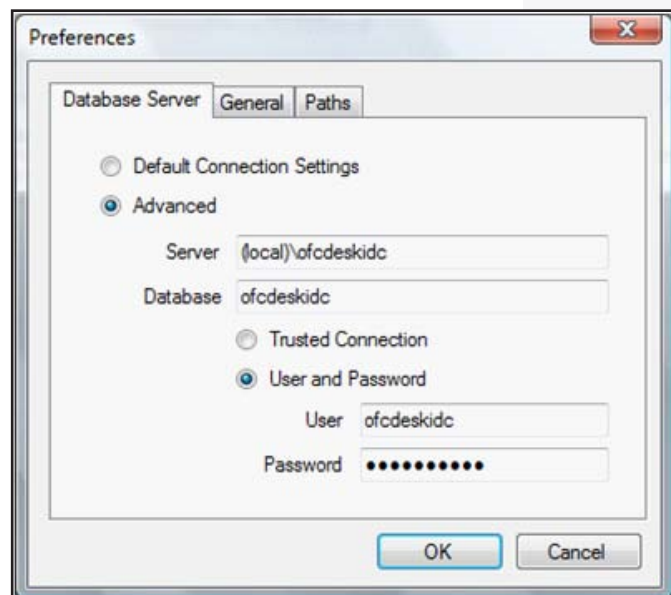 Preferences
Database Server General Paths
Default Connection Settings
Advanced
Server (local)\ofcdeskidc
Database ofcdeskidc
Trusted Connection
User and Password
User ofcdeskidc
Password ●●●●●●●●●●
OK Cancel